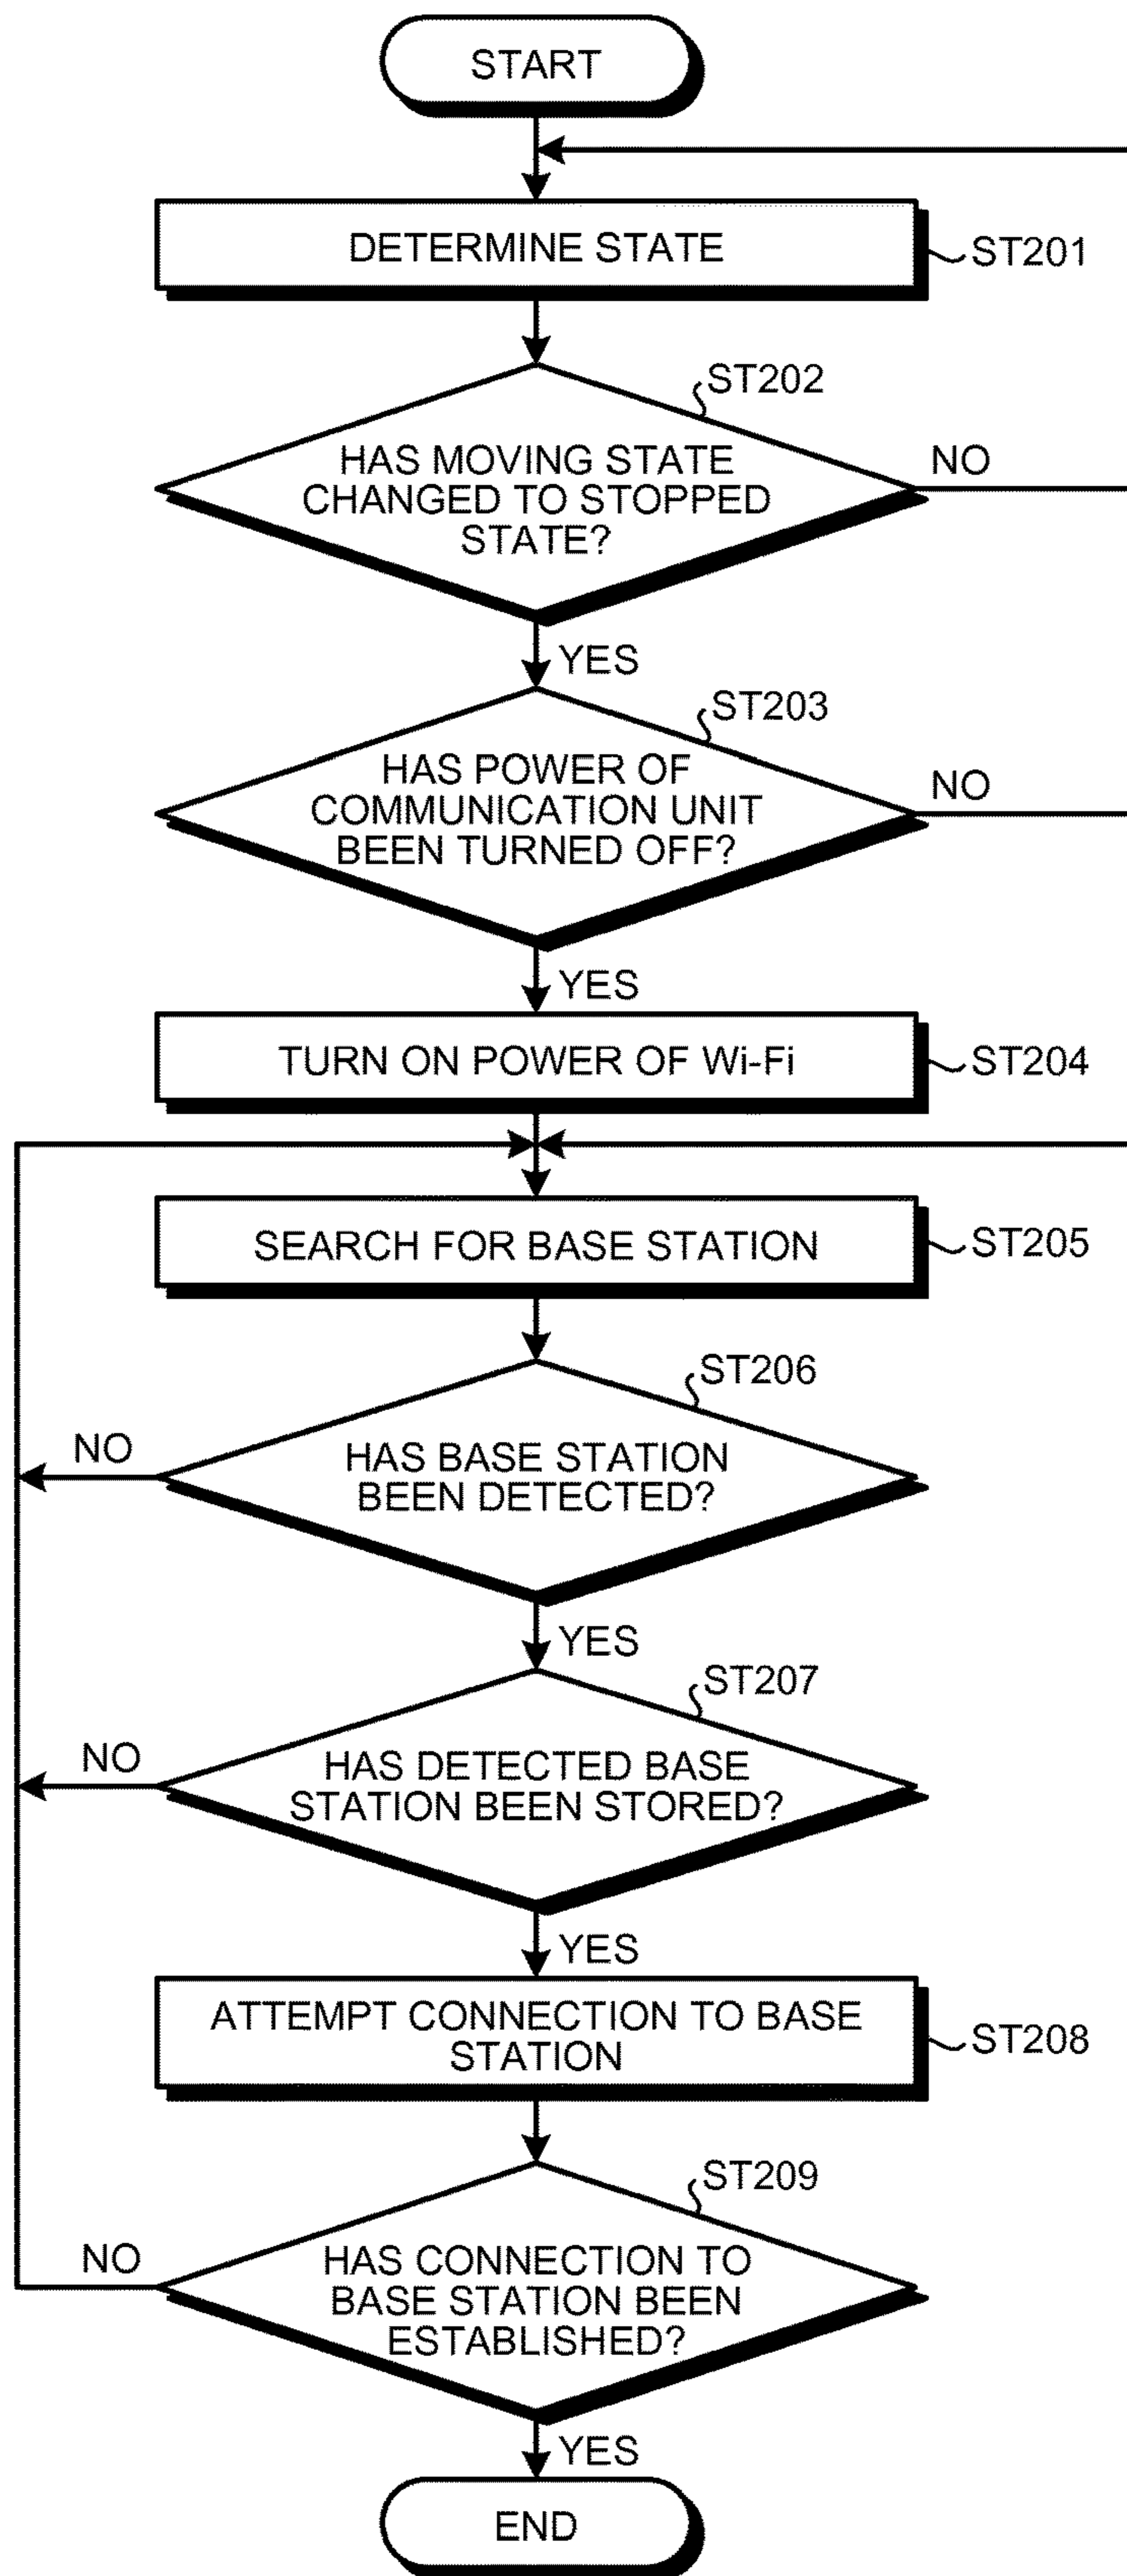 START
DETERMINE STATE
ST201
ST202
HAS MOVING STATE
CHANGED TO STOPPED
STATE?
NO
YES
ST203
HAS POWER OF
COMMUNICATION UNIT
BEEN TURNED OFF?
NO
YES
TURN ON POWER OF Wi-Fi
ST204
SEARCH FOR BASE STATION
ST205
ST206
HAS BASE STATION
BEEN DETECTED?
NO
YES
ST207
HAS DETECTED BASE
STATION BEEN STORED?
NO
YES
ATTEMPT CONNECTION TO BASE
STATION
ST208
ST209
HAS CONNECTION TO
BASE STATION BEEN
ESTABLISHED?
NO
YES
END